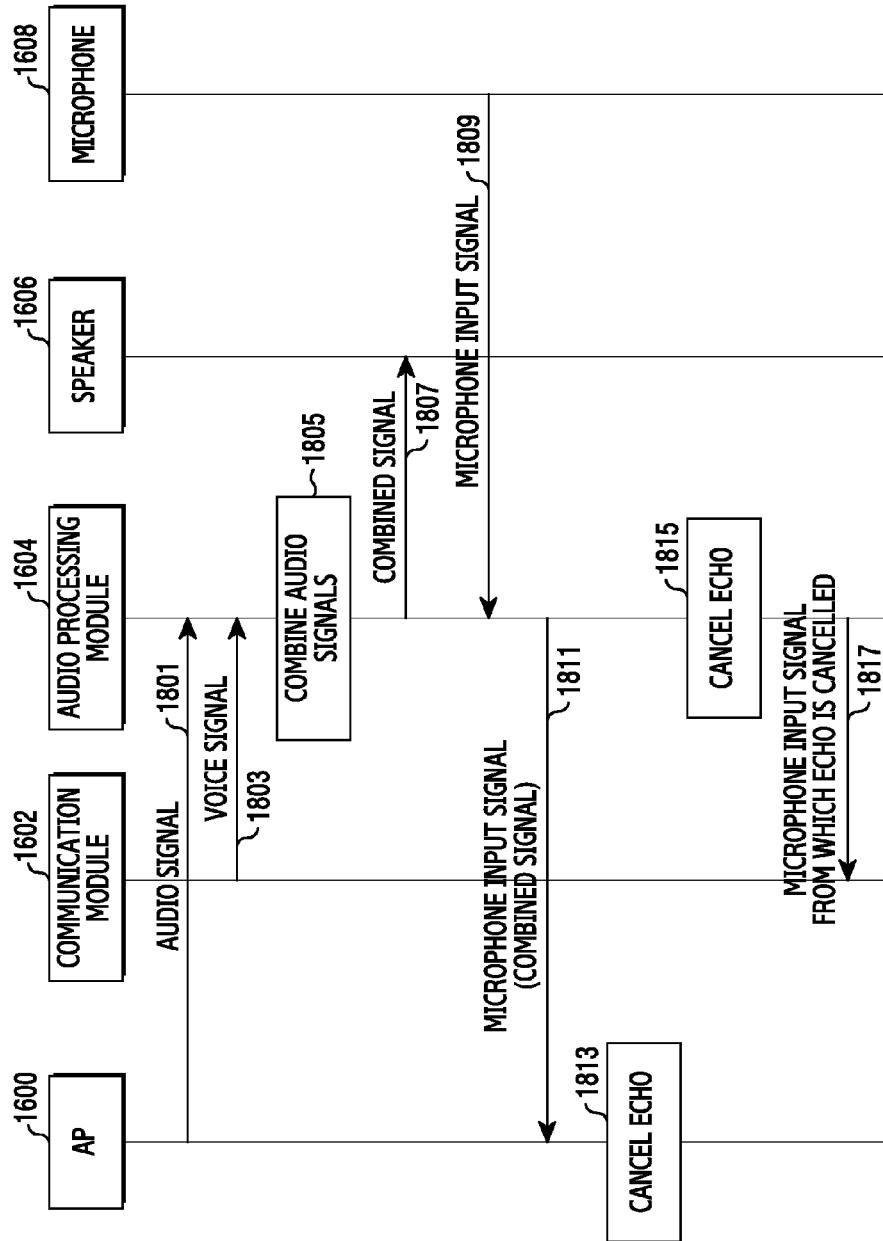 1600
AP
1602
COMMUNICATION
MODULE
1604
AUDIO PROCESSING
MODULE
1606
SPEAKER
1608
MICROPHONE
AUDIO SIGNAL
1801
VOICE SIGNAL
1803
1805
COMBINE AUDIO
SIGNALS
COMBINED SIGNAL
1807
MICROPHONE INPUT SIGNAL
1809
MICROPHONE INPUT SIGNAL
(COMBINED SIGNAL)
1811
1813
CANCEL ECHO
1815
CANCEL ECHO
MICROPHONE INPUT SIGNAL
FROM WHICH ECHO IS CANCELLED
1817